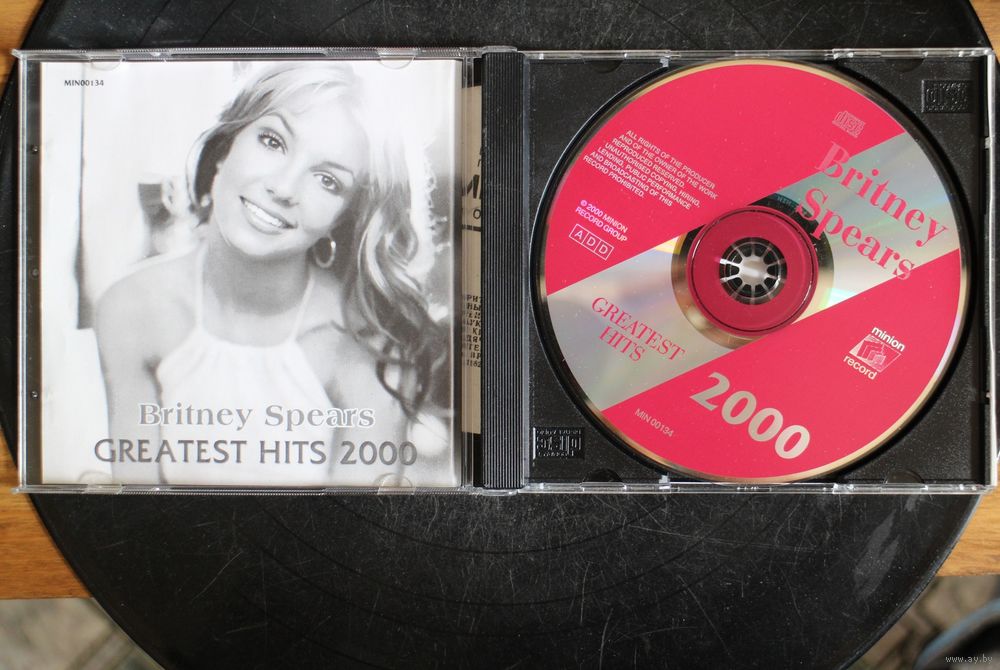 MIN00134
Britney Spears
GREATEST HITS 2000
ALL RIGHTS OF THE PRODUCER
AND OF THE OWNER OF THE WORK
REPRODUCED RESERVED.
UNAUTHORISED COPYING, HIRING,
LENDING, PUBLIC PERFORMANCE
AND BROADCASTING OF THIS
RECORD PROHIBITED.
℗ 2000 MINION
RECORD GROUP
ADD
Britney
Spears
GREATEST
HITS
minion
record
2000
MIN 00134
www.ay.by